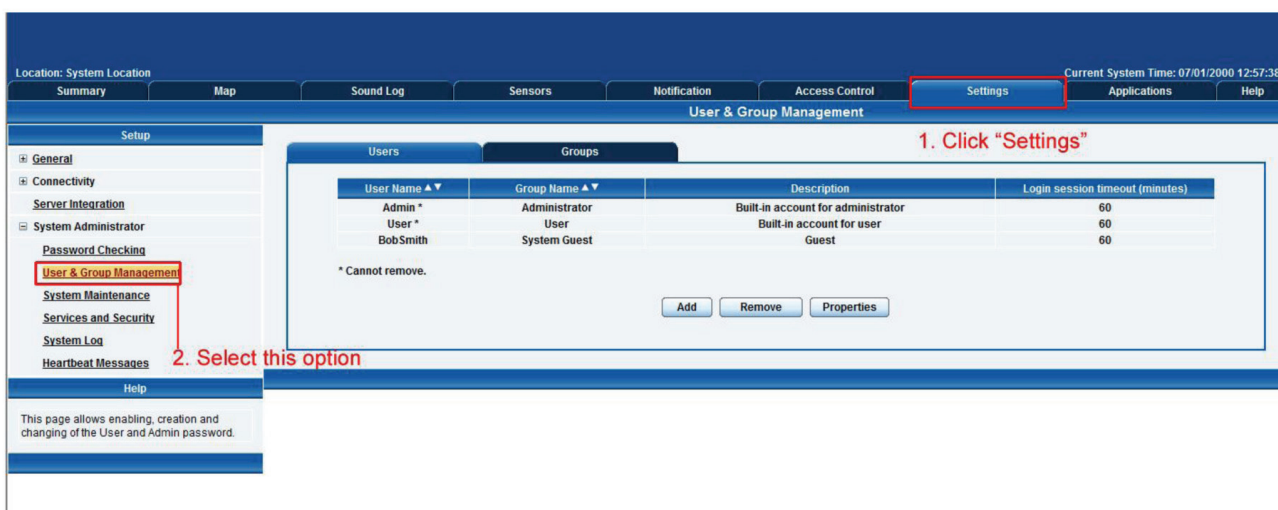 Location: System Location
Current System Time: 07/01/2000 12:57:38
Summary Map Sound Log Sensors Notification Access Control Settings Applications Help
User & Group Management
Setup
General
Connectivity
Server Integration
System Administrator
Password Checking
User & Group Management
System Maintenance
Services and Security
System Log
Heartbeat Messages
2. Select this option
Help
This page allows enabling, creation and
changing of the User and Admin password.
1. Click “Settings”
Users Groups
User Name ▲▼ Group Name ▲▼ Description Login session timeout (minutes)
Admin * Administrator Built-in account for administrator 60
User * User Built-in account for user 60
BobSmith System Guest Guest 60
* Cannot remove.
Add Remove Properties